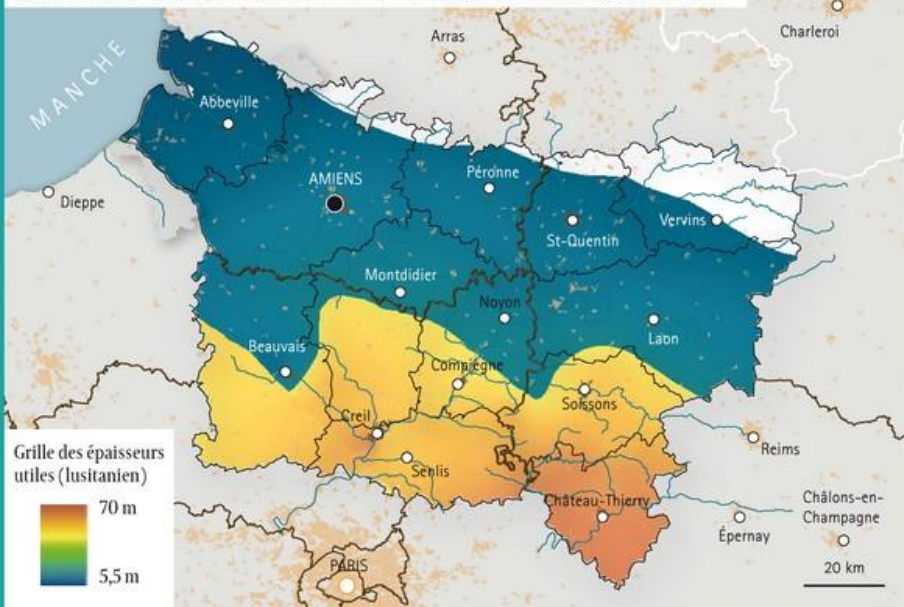 Arras
Charleroi
MANCHE
Abbeville
AMIENS
Péronne
Dieppe
St-Quentin
Vervins
Montdidier
Noyon
Laon
Beauvais
Compiègne
Soissons
Creil
Senlis
Reims
Grille des épaisseurs
utiles (lusitanien)
70 m
5,5 m
Château-Thierry
Châlons-en-
Champagne
Épernay
PARIS
20 km